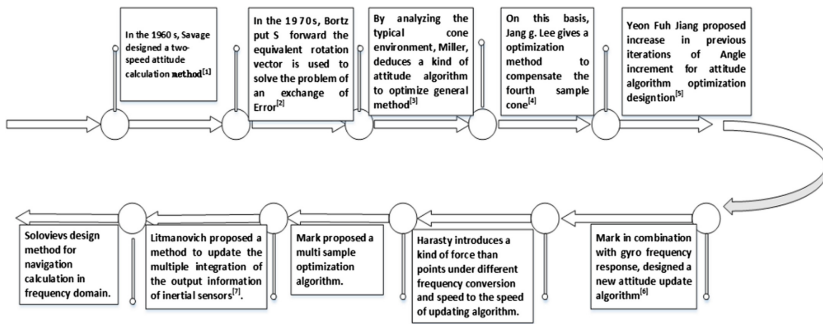 In the 1960 s, Savage
designed a two-
speed attitude
calculation method[1]
In the 1970s, Bortz
put S forward the
equivalent rotation
vector is used to
solve the problem of
an exchange of
Error[2]
By analyzing the
typical cone
environment, Miller,
deduces a kind of
attitude algorithm
to optimize general
method[3]
On this basis,
Jang g. Lee gives a
optimization
method to
compensate the
fourth sample
cone[4]
Yeon Fuh Jiang proposed
increase in previous
iterations of Angle
increment for attitude
algorithm optimization
designtion[5]
Solovievs design
method for
navigation
calculation in
frequency domain.
Litmanovich proposed a
method to update the
multiple integration of
the output information
of inertial sensors[7].
Mark proposed a
multi sample
optimization
algorithm.
Harasty introduces a
kind of force than
points under different
frequency conversion
and speed to the speed
of updating algorithm.
Mark in combination
with gyro frequency
response, designed a
new attitude update
algorithm[6]